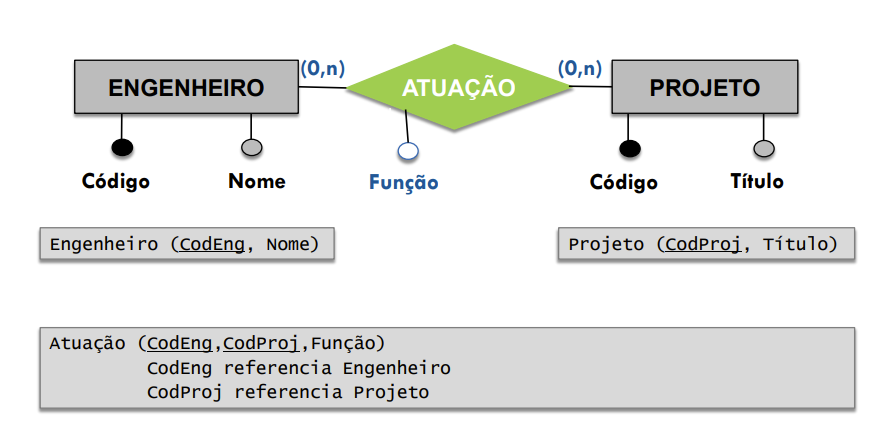 (0,n)
(0,n)
ENGENHEIRO
ATUAÇÃO
PROJETO
Código
Nome
Função
Código
Título
Engenheiro (CodEng, Nome)
Projeto (CodProj, Título)
Atuação (CodEng,CodProj,Função)
CodEng referencia Engenheiro
CodProj referencia Projeto